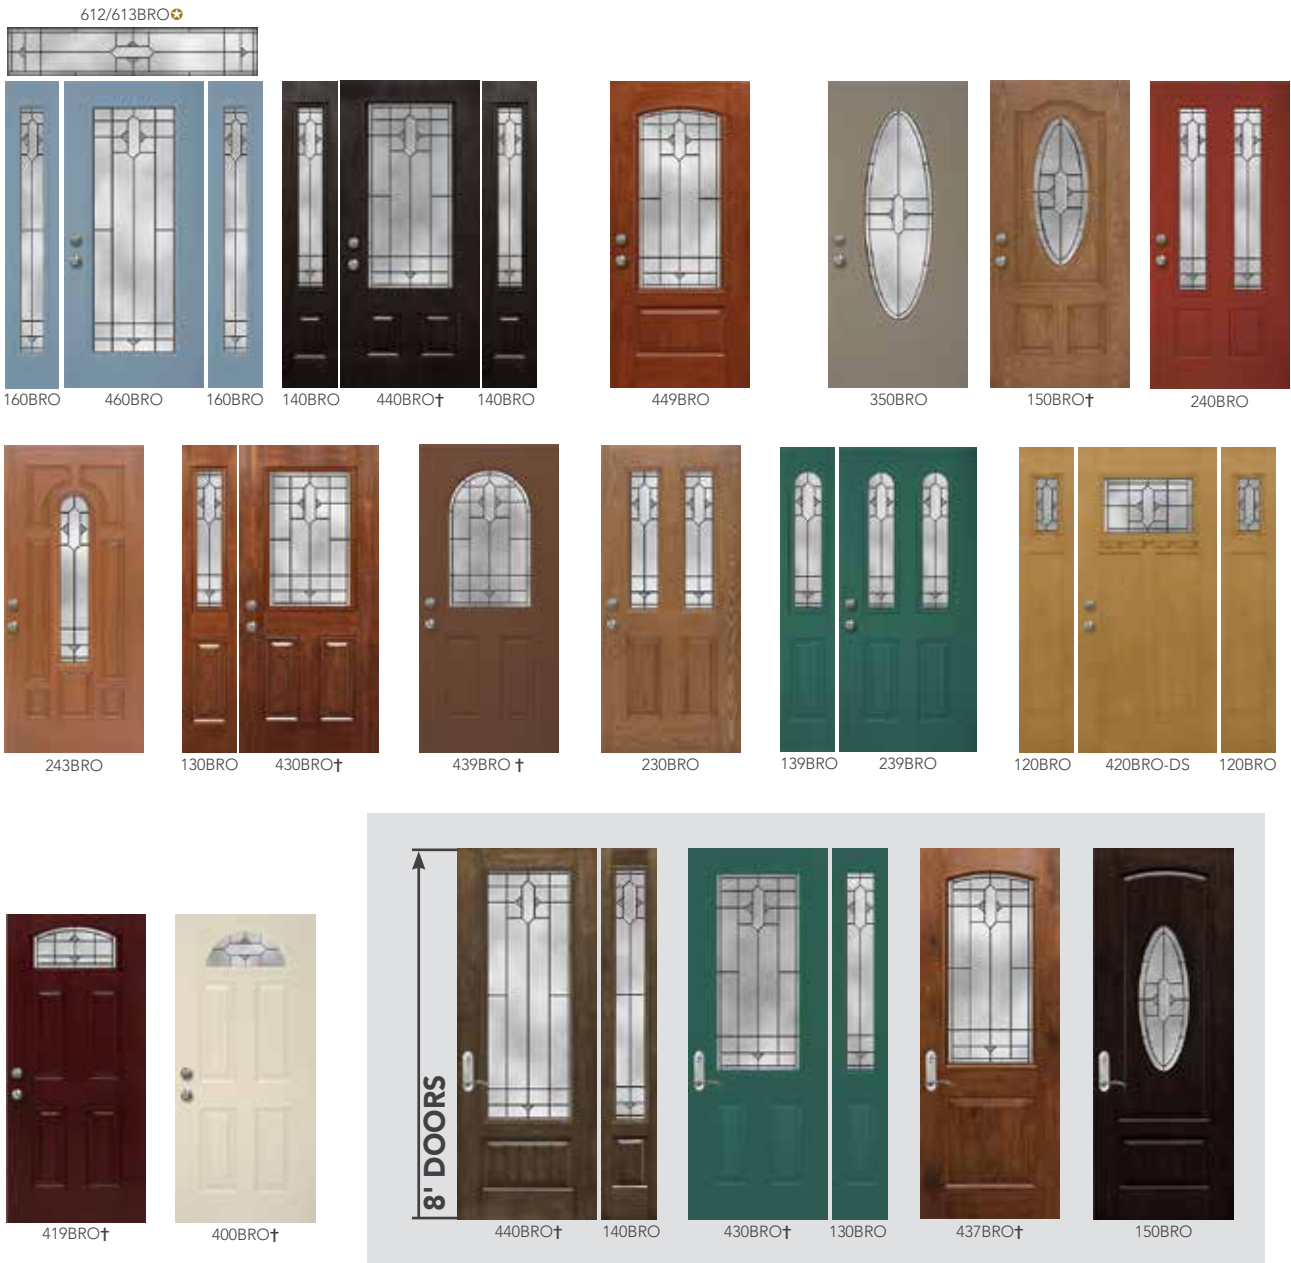 612/613BRO✪
160BRO 460BRO 160BRO 140BRO 440BRO† 140BRO 449BRO 350BRO 150BRO† 240BRO
243BRO 130BRO 430BRO† 439BRO † 230BRO 139BRO 239BRO 120BRO 420BRO-DS 120BRO
8' DOORS
419BRO† 400BRO† 440BRO† 140BRO 430BRO† 130BRO 437BRO† 150BRO